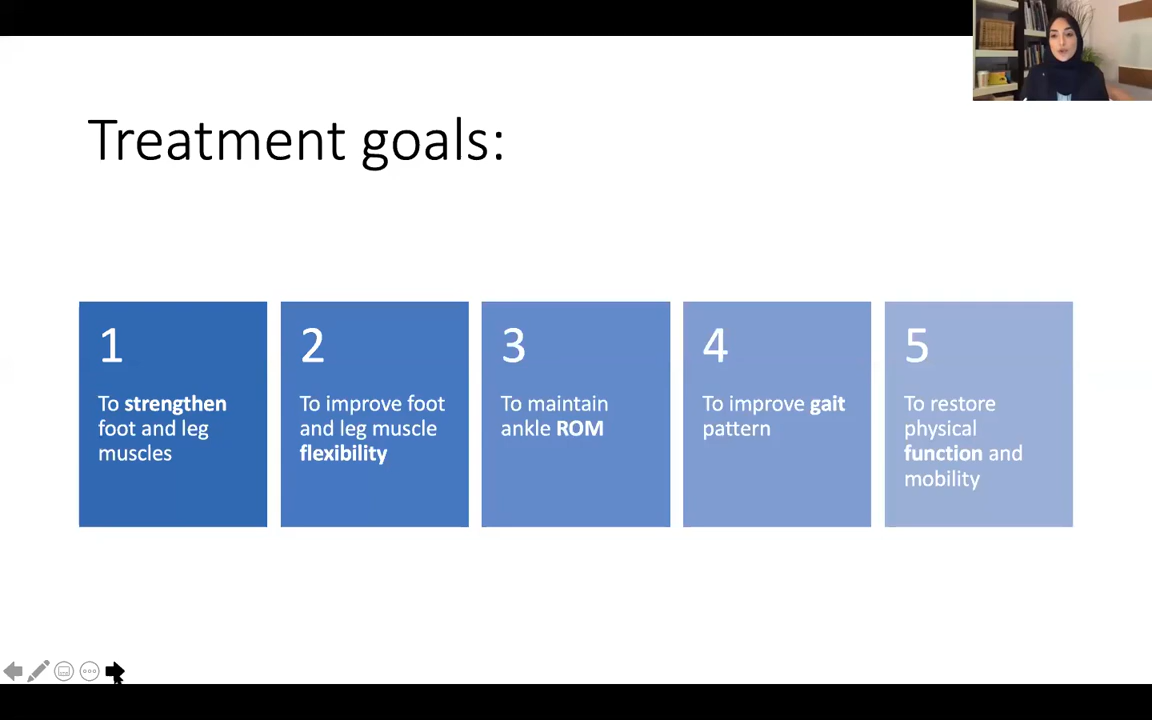 Treatment goals:
1
To strengthen
foot and leg
muscles
2
To improve foot
and leg muscle
flexibility
3
To maintain
ankle ROM
4
To improve gait
pattern
5
To restore
physical
function and
mobility